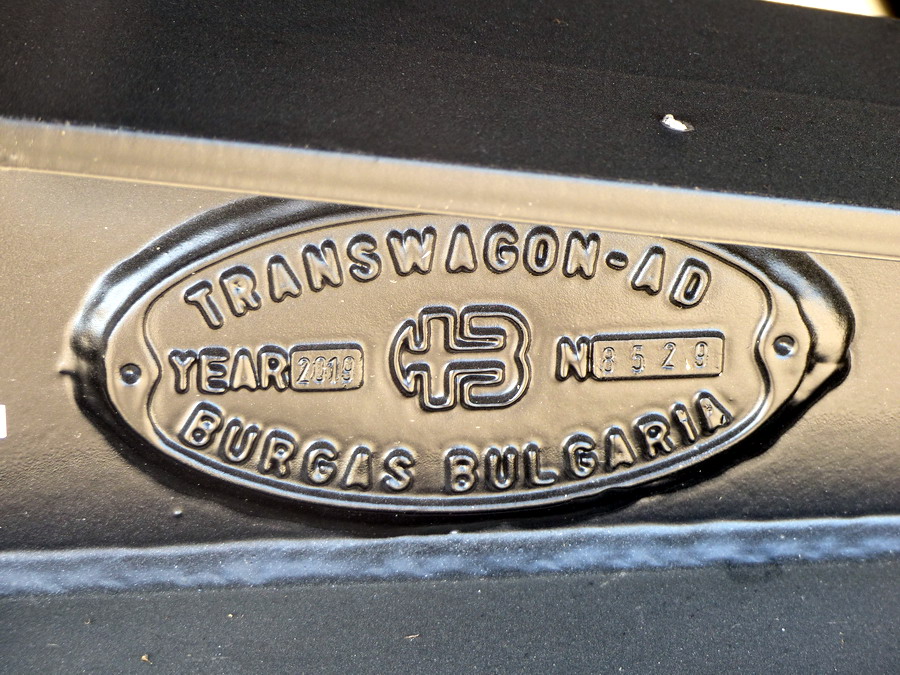 TRANSWAGON-AD
YEAR 2019
N 8529
BURGAS BULGARIA